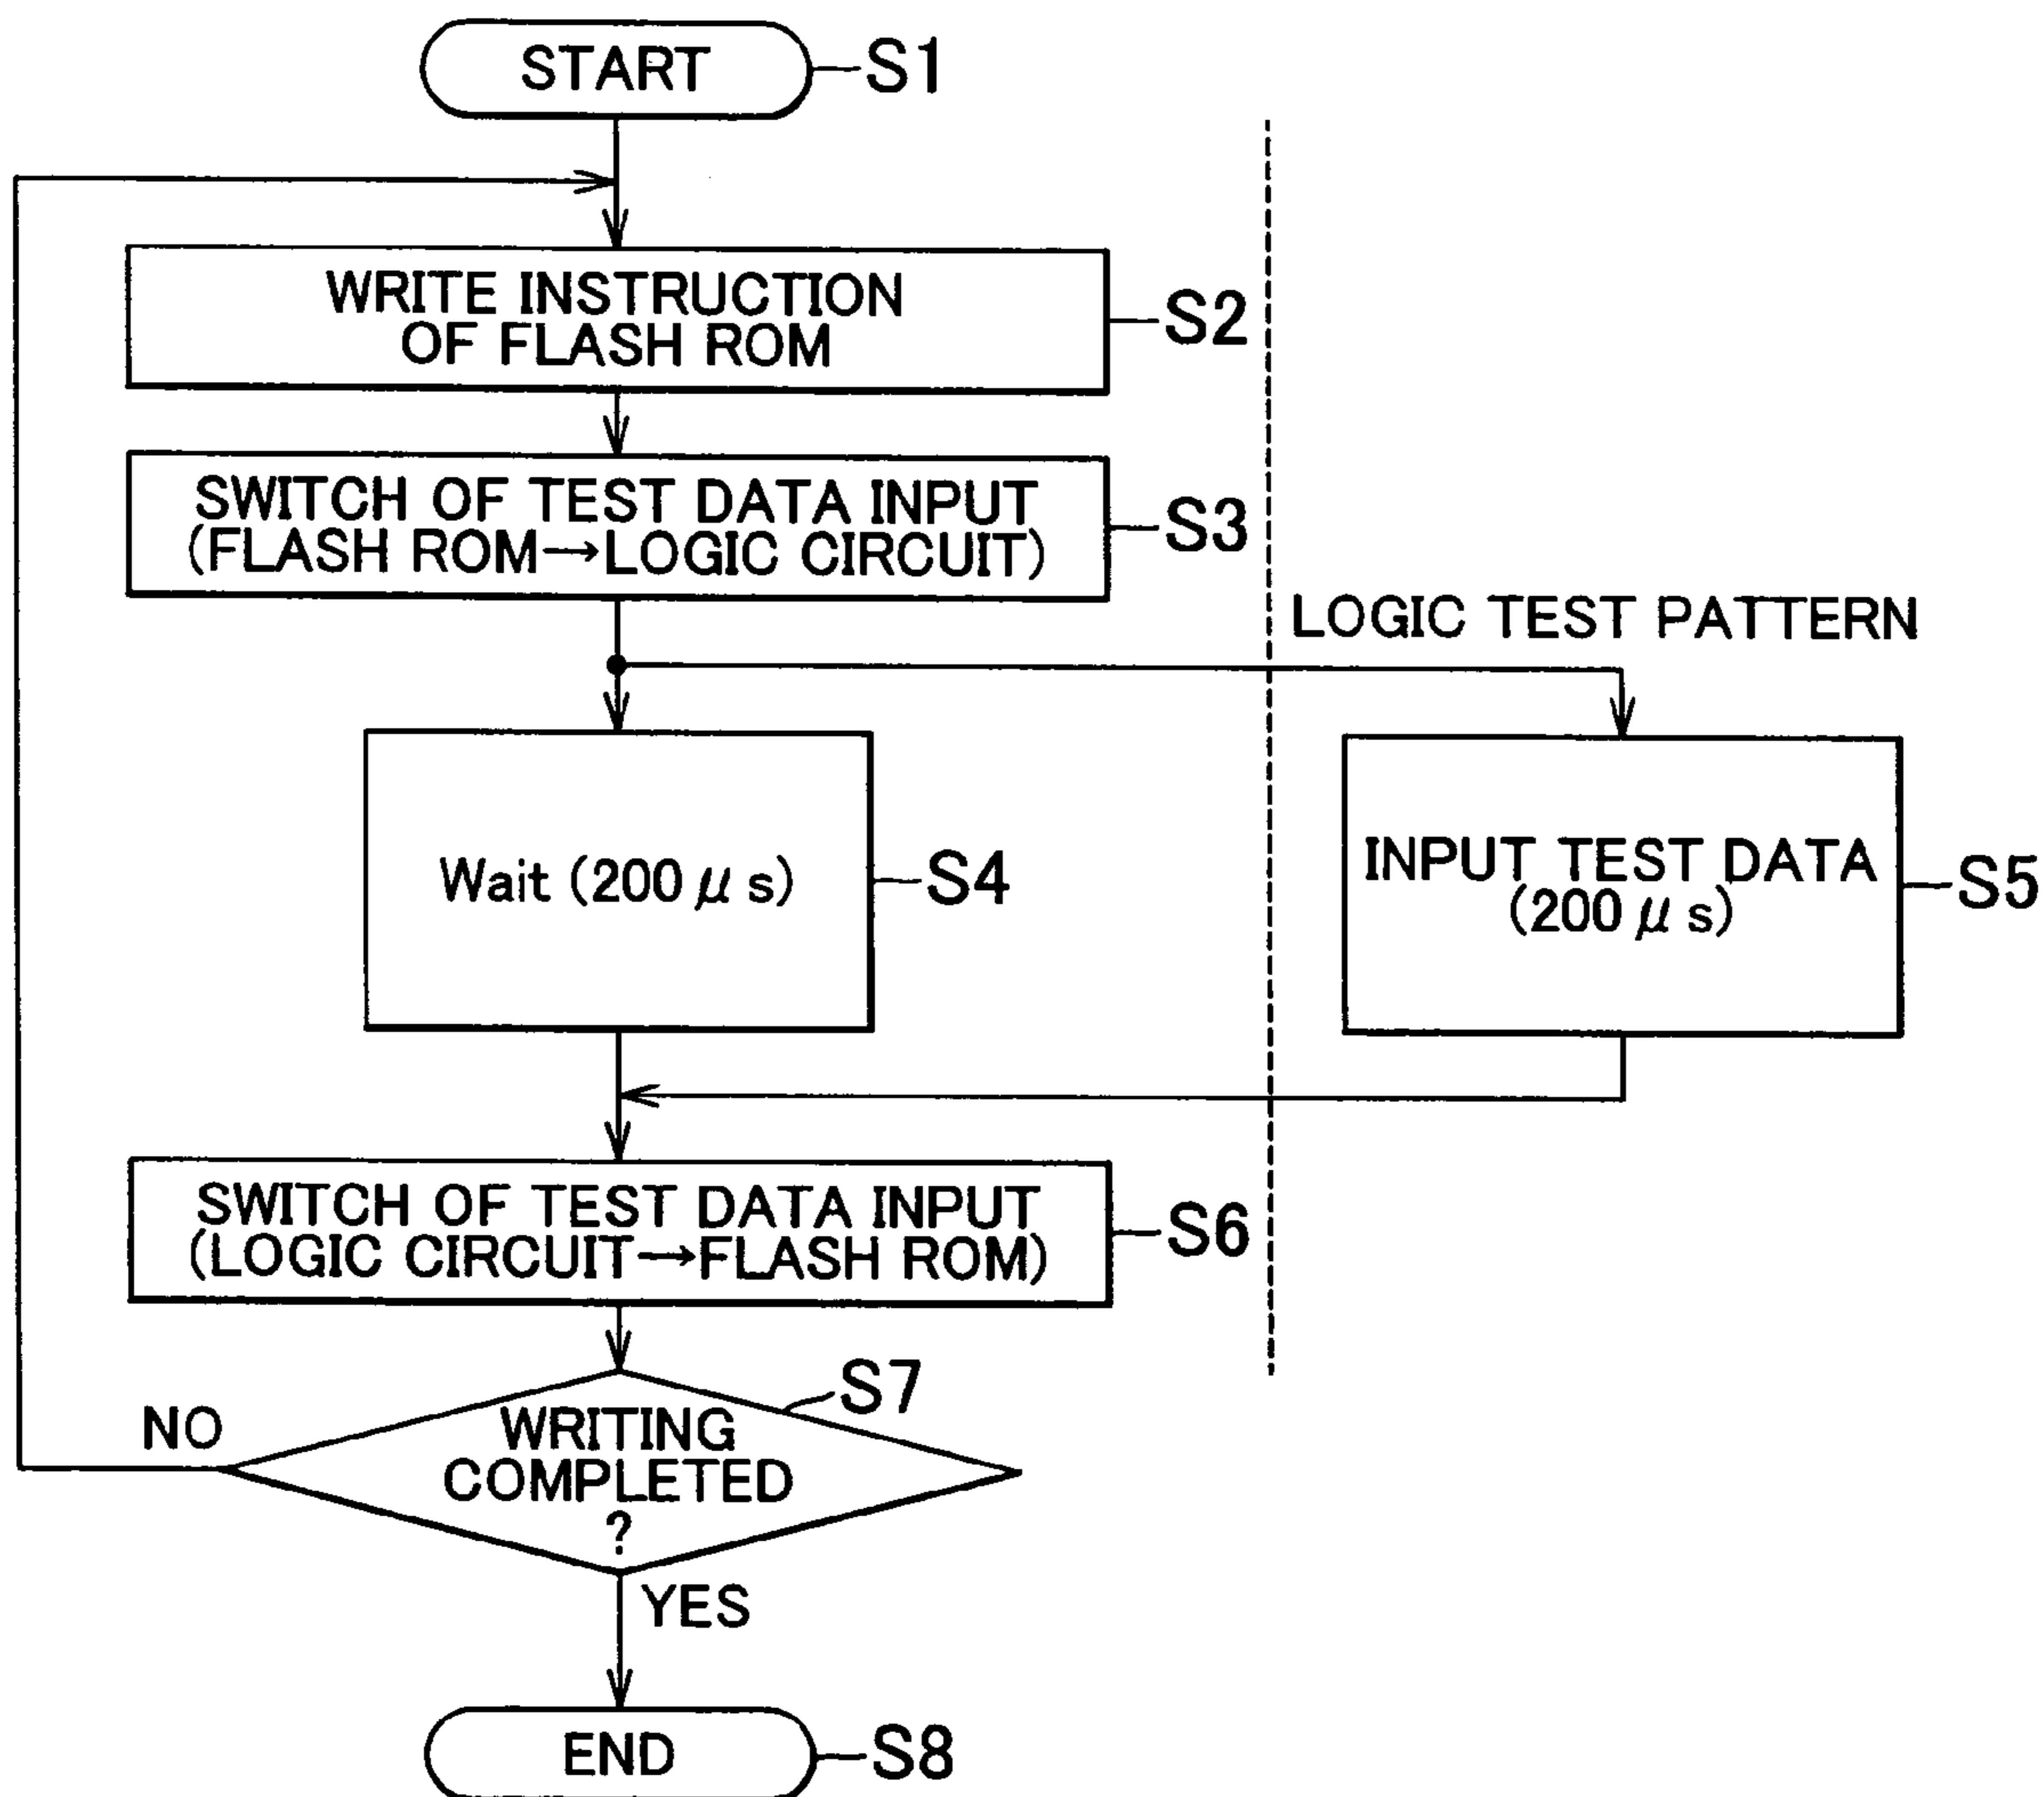 START
S1
WRITE INSTRUCTION
OF FLASH ROM
S2
SWITCH OF TEST DATA INPUT
(FLASH ROM→LOGIC CIRCUIT)
S3
LOGIC TEST PATTERN
Wait (200 μ s)
S4
INPUT TEST DATA
(200 μ s)
S5
SWITCH OF TEST DATA INPUT
(LOGIC CIRCUIT→FLASH ROM)
S6
S7
NO
WRITING
COMPLETED
?
YES
END
S8